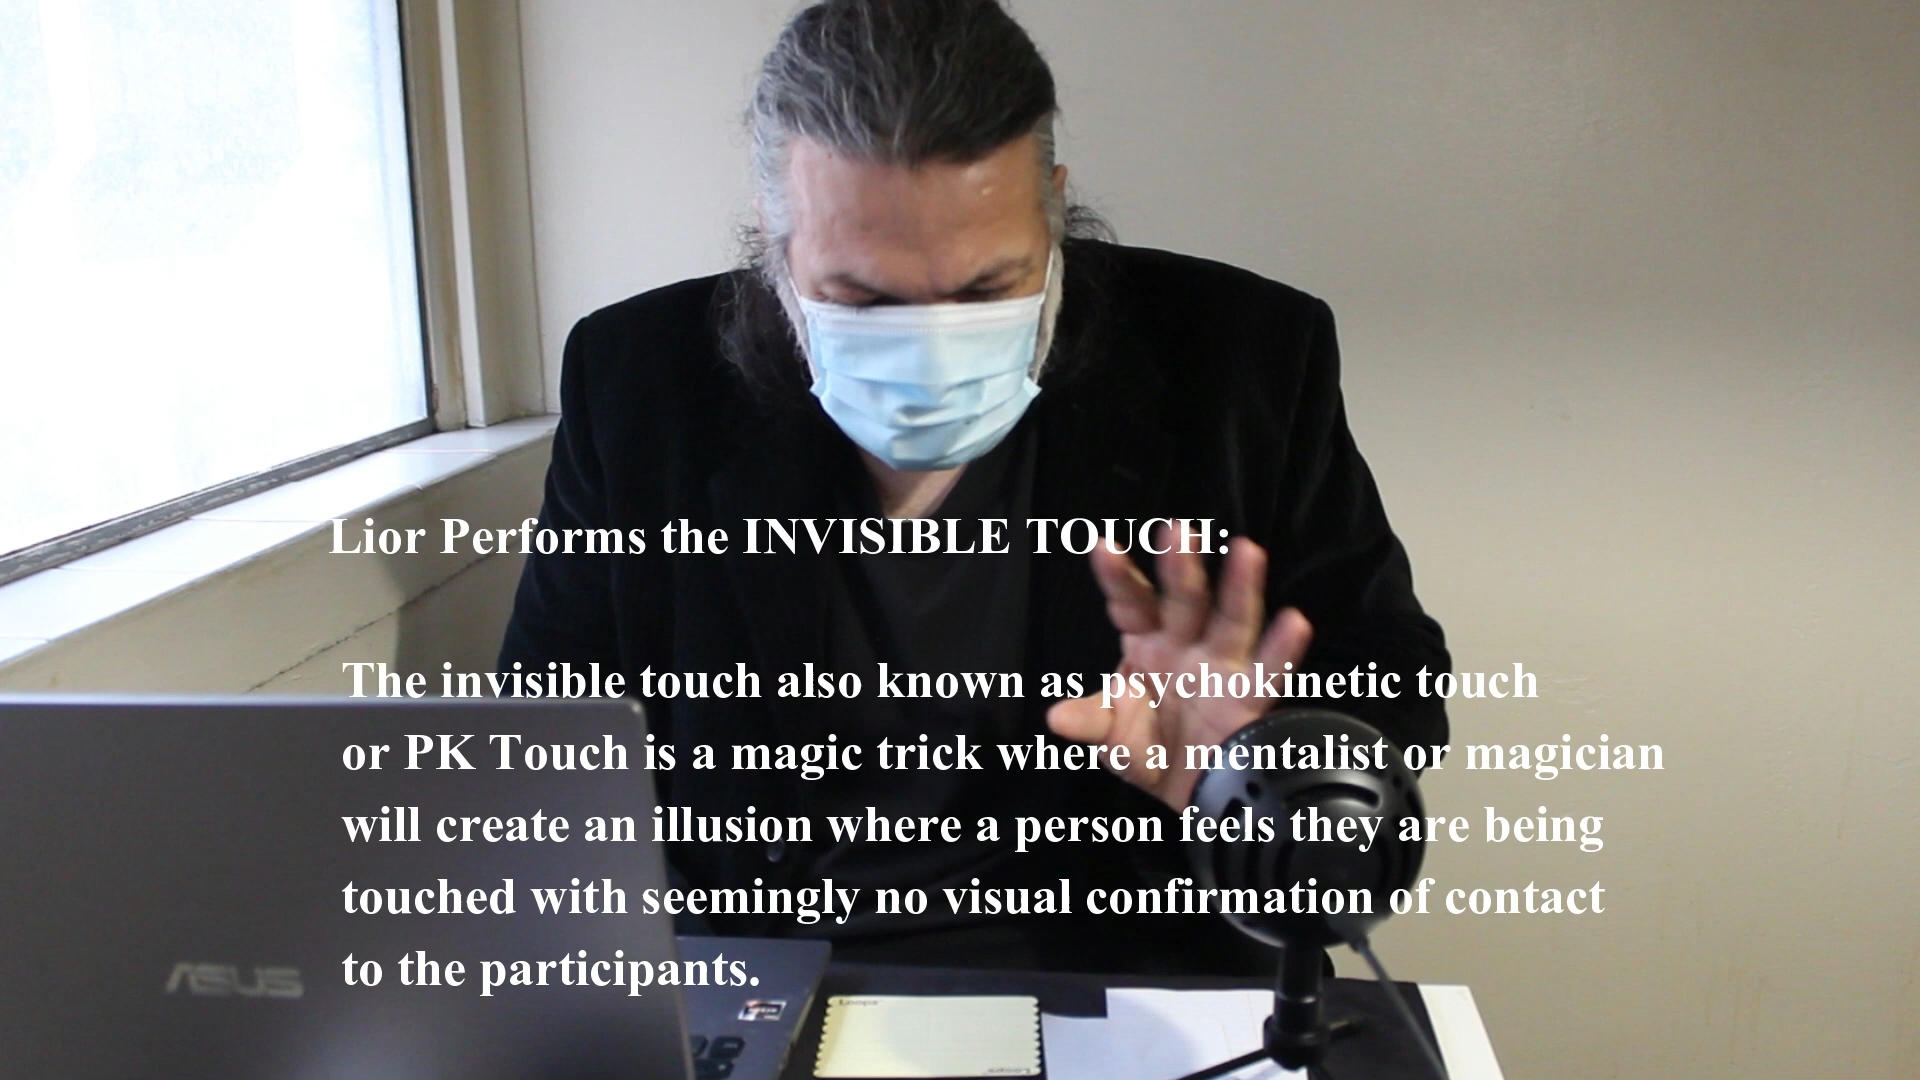 Lior Performs the INVISIBLE TOUCH:
The invisible touch also known as psychokinetic touch
or PK Touch is a magic trick where a mentalist or magician
will create an illusion where a person feels they are being
touched with seemingly no visual confirmation of contact
to the participants.
ASUS
Loops
Loops